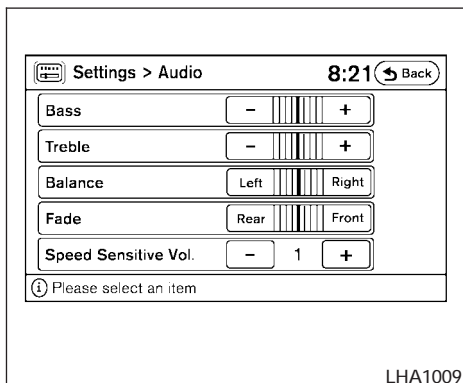 Settings > Audio 8:21 Back
Bass - +
Treble - +
Balance Left Right
Fade Rear Front
Speed Sensitive Vol. - 1 +
i Please select an item
LHA1009